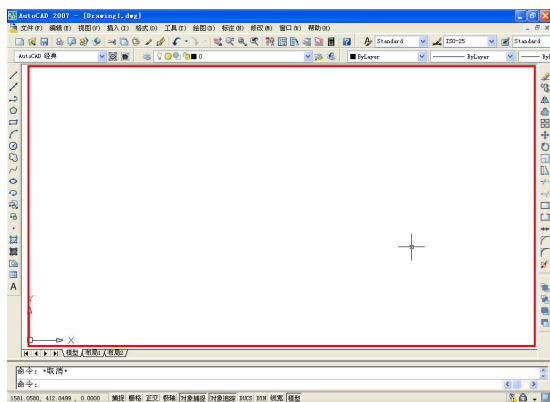 AutoCAD 2007 - [Drawing1.dwg]
文件(F) 编辑(E) 视图(V) 插入(I) 格式(O) 工具(T) 绘图(D) 标注(N) 修改(M) 窗口(W) 帮助(H)
Standard ISO-25 Standard
AutoCAD 经典 0 ByLayer ByLayer
A
Y
X
模型 布局1 布局2
命令: *取消*
命令:
1581.0580, 412.8499 , 0.0000 捕捉 栅格 正交 极轴 对象捕捉 对象追踪 DUCS DYN 线宽 模型